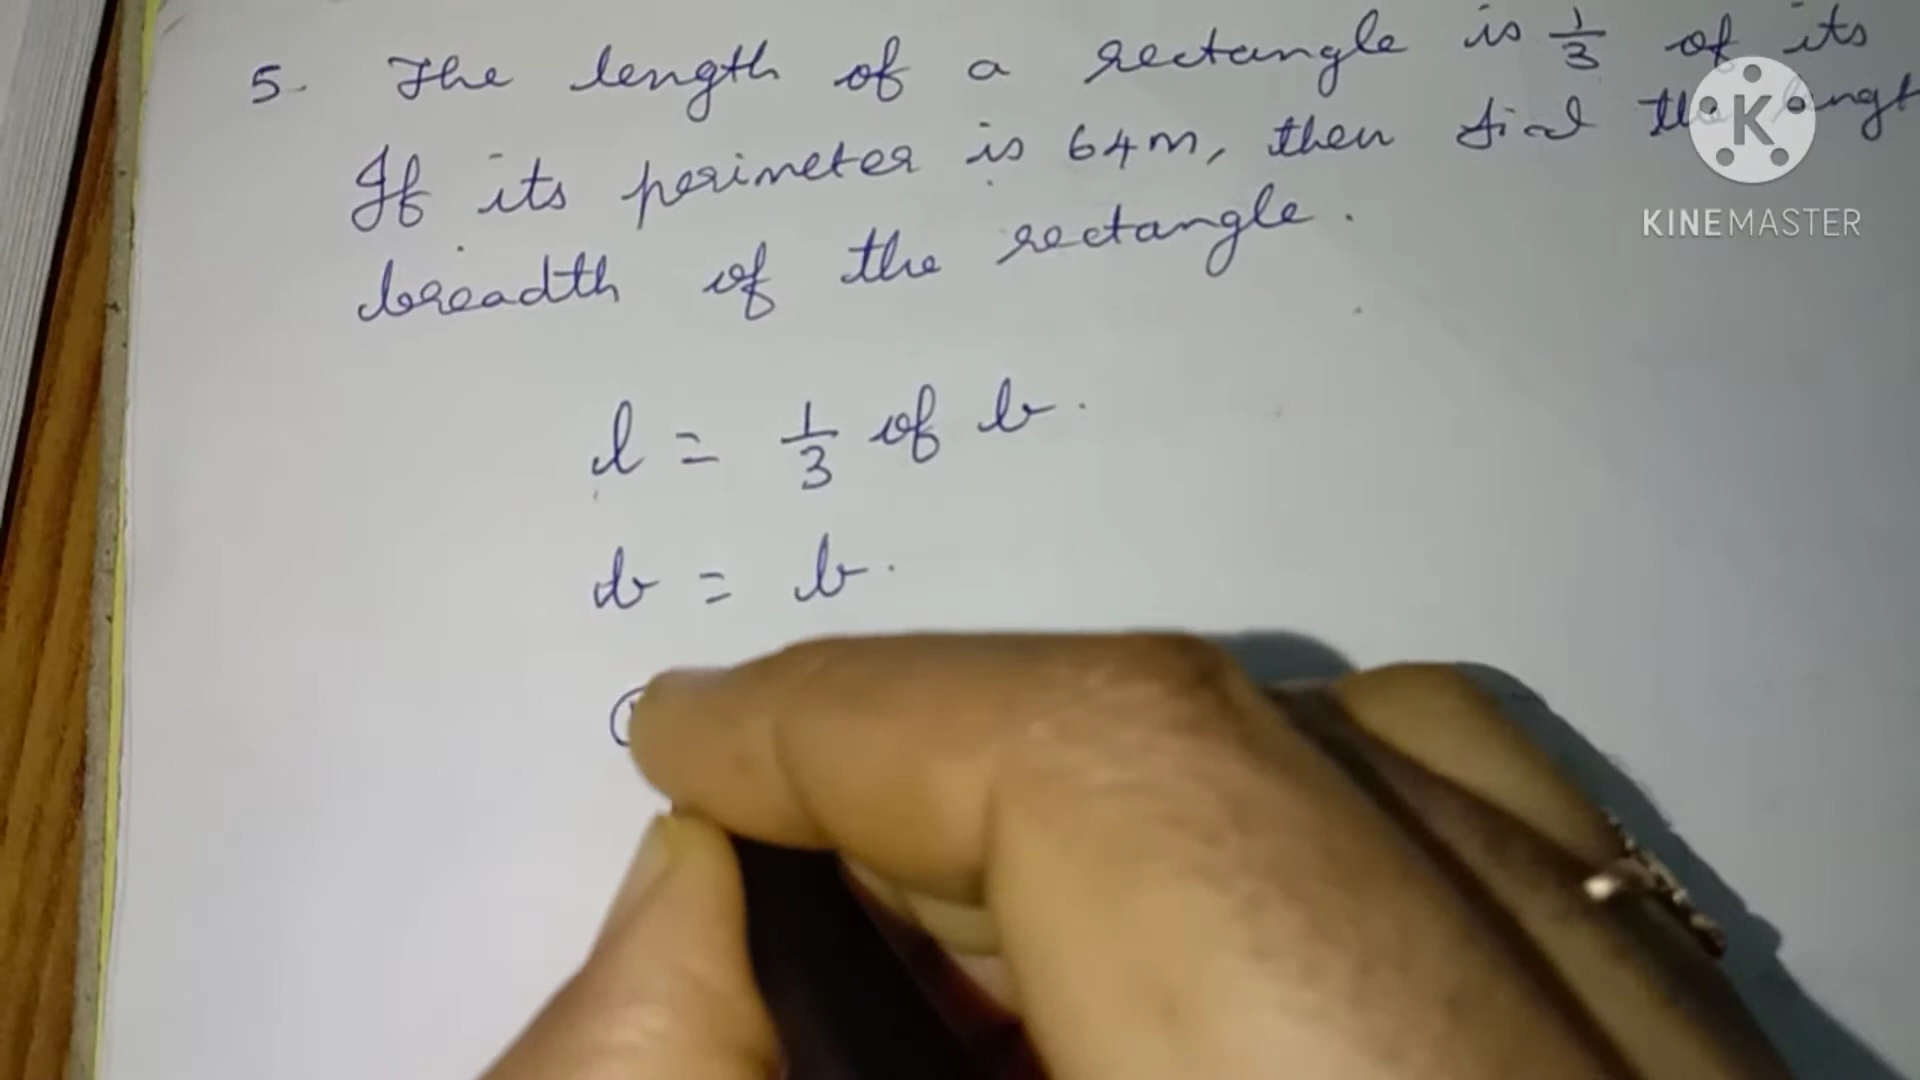 5. The length of a rectangle is 1/3 of its
If its perimeter is 64m, then find the
breadth of the rectangle.
l = 1/3 of b.
b = b.
K
KINEMASTER